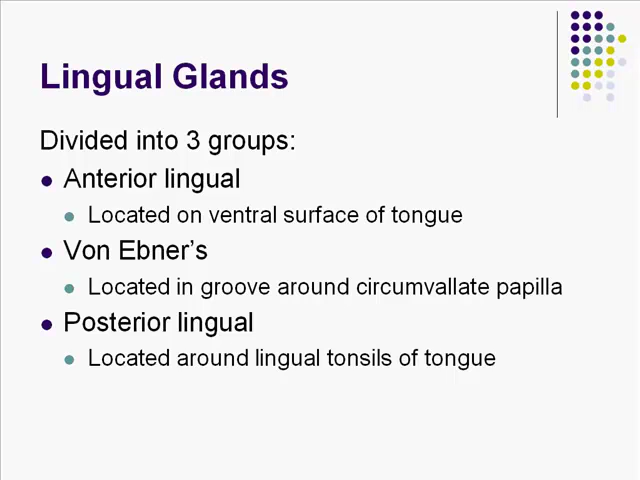 Lingual Glands
Divided into 3 groups:
Anterior lingual
Located on ventral surface of tongue
Von Ebner's
Located in groove around circumvallate papilla
Posterior lingual
Located around lingual tonsils of tongue